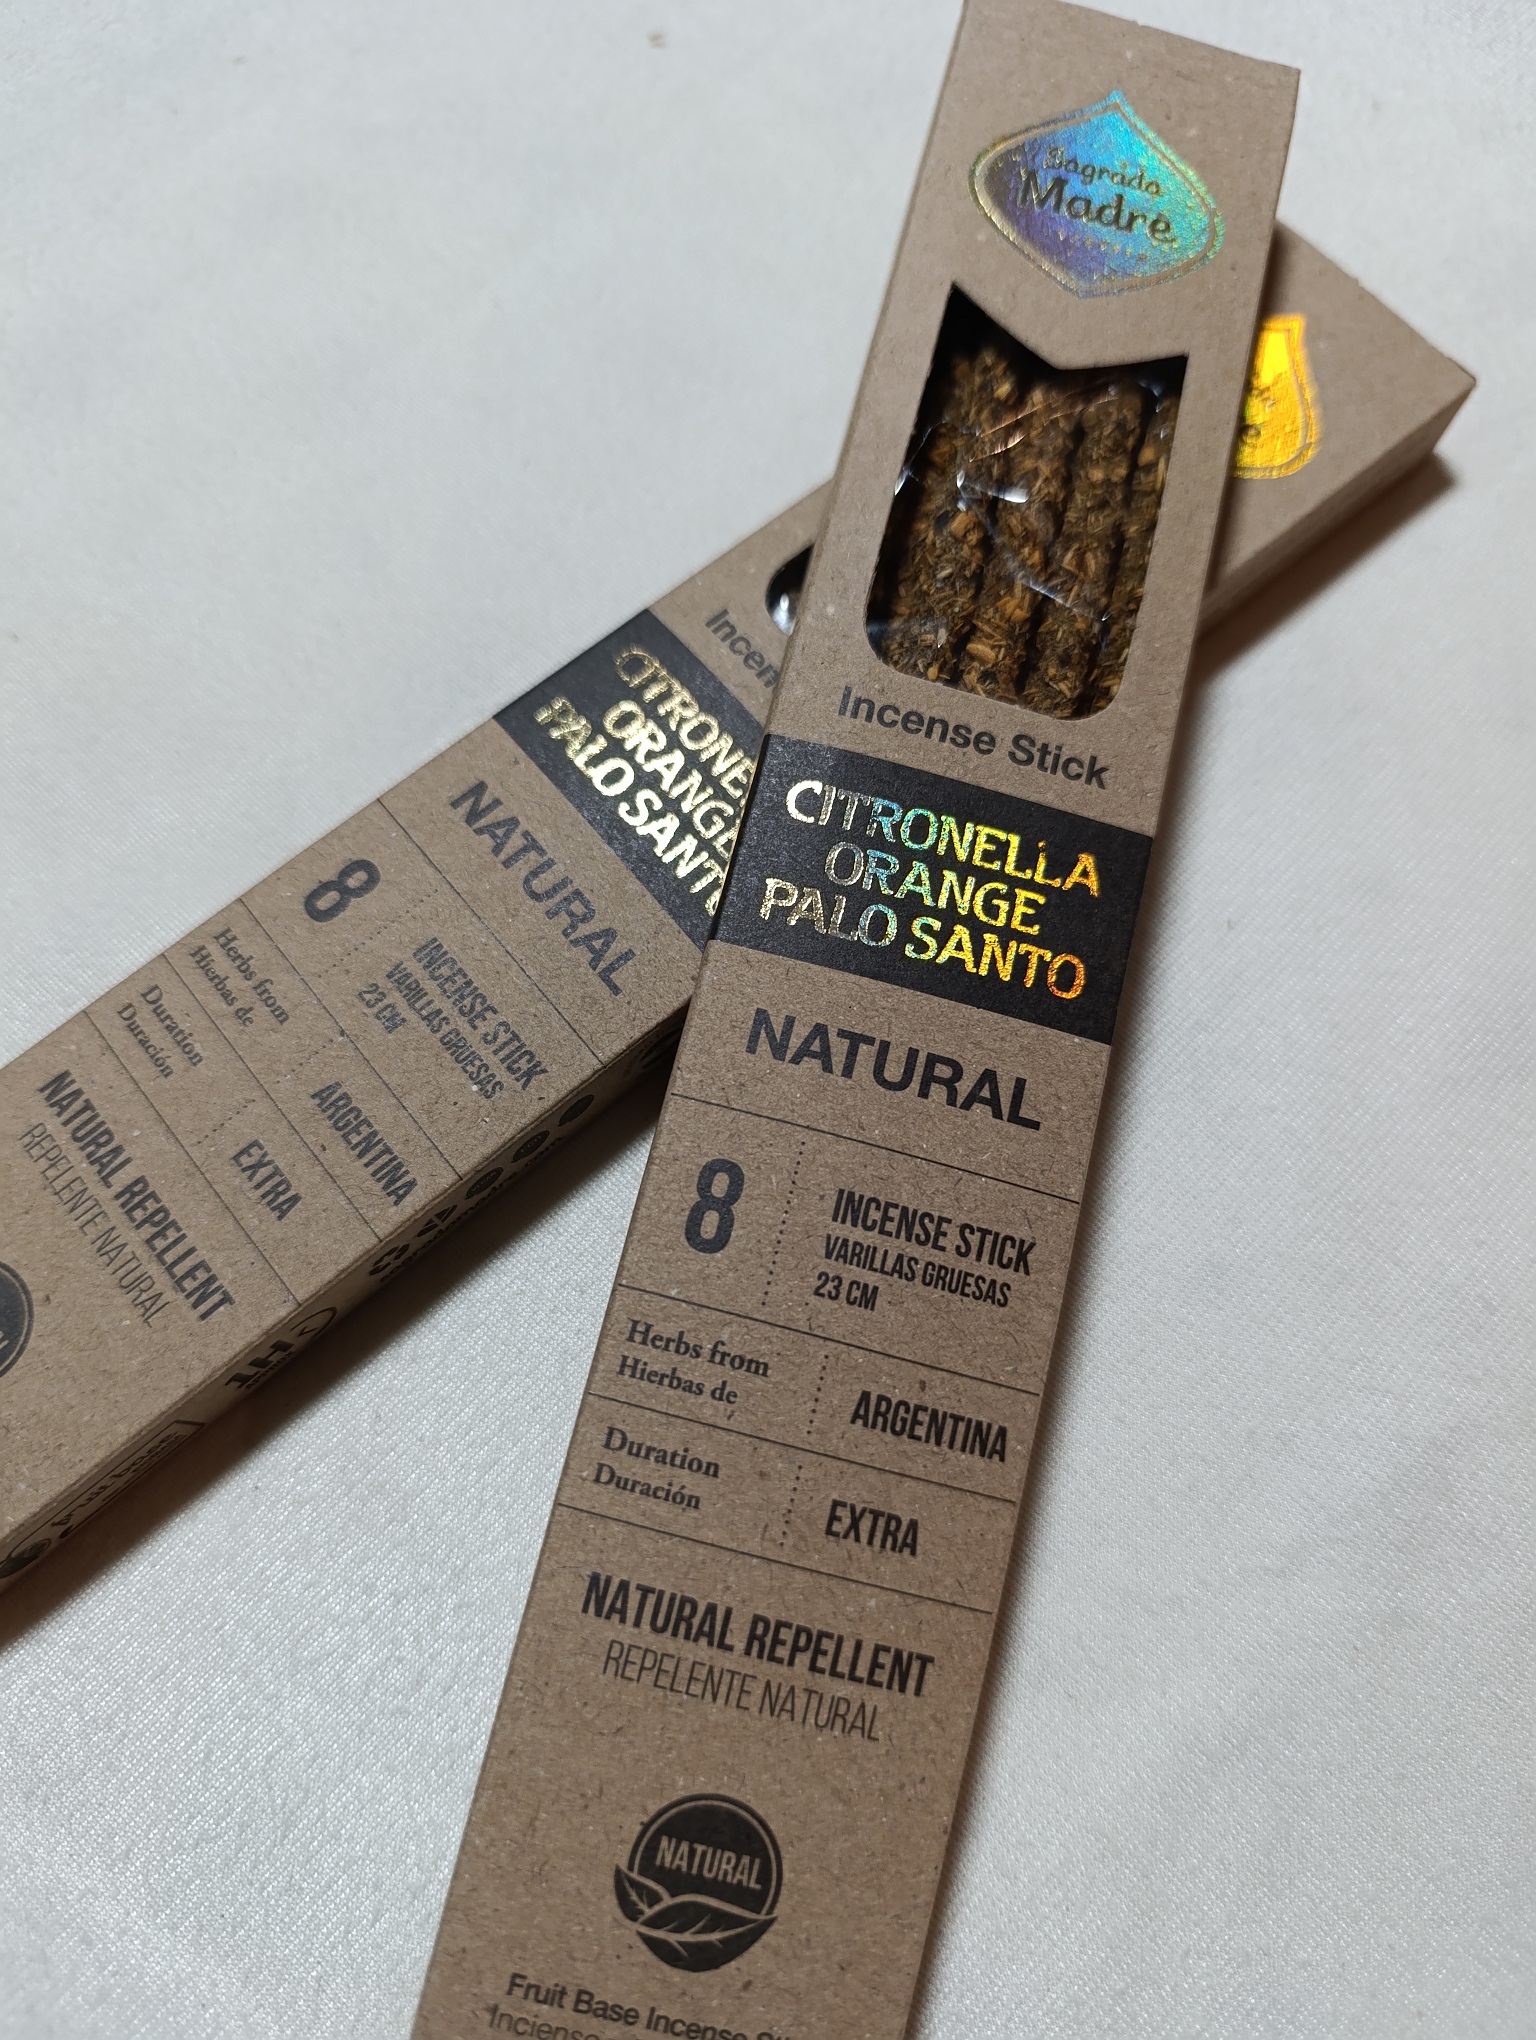 Sagrada
Madre
Incense Stick
CITRONELLA
ORANGE
PALO SANTO
NATURAL
8
INCENSE STICK
VARILLAS GRUESAS
23 CM
Herbs from
Hierbas de
ARGENTINA
Duration
Duración
EXTRA
NATURAL REPELLENT
REPELENTE NATURAL
NATURAL
Fruit Base Incense
CITRONE
ORANGE
PALO SANTO
NATURAL
8
INCENSE STICK
VARILLAS GRUESAS
23 CM
Herbs from
Hierbas de
ARGENTINA
Duration
Duración
EXTRA
NATURAL REPELLENT
REPELENTE NATURAL